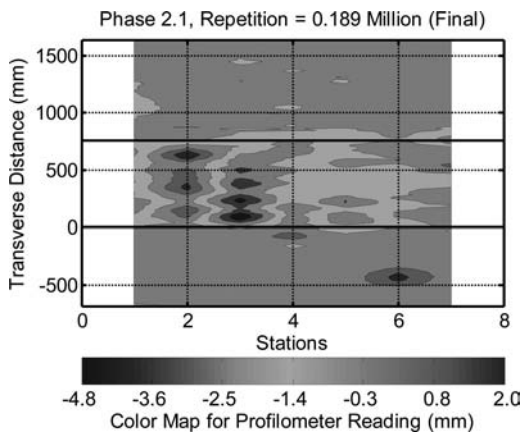 Phase 2.1, Repetition = 0.189 Million (Final)
Transverse Distance (mm)
1500
1000
500
0
-500
0 2 4 6 8
Stations
-4.8 -3.6 -2.5 -1.4 -0.3 0.8 2.0
Color Map for Profilometer Reading (mm)